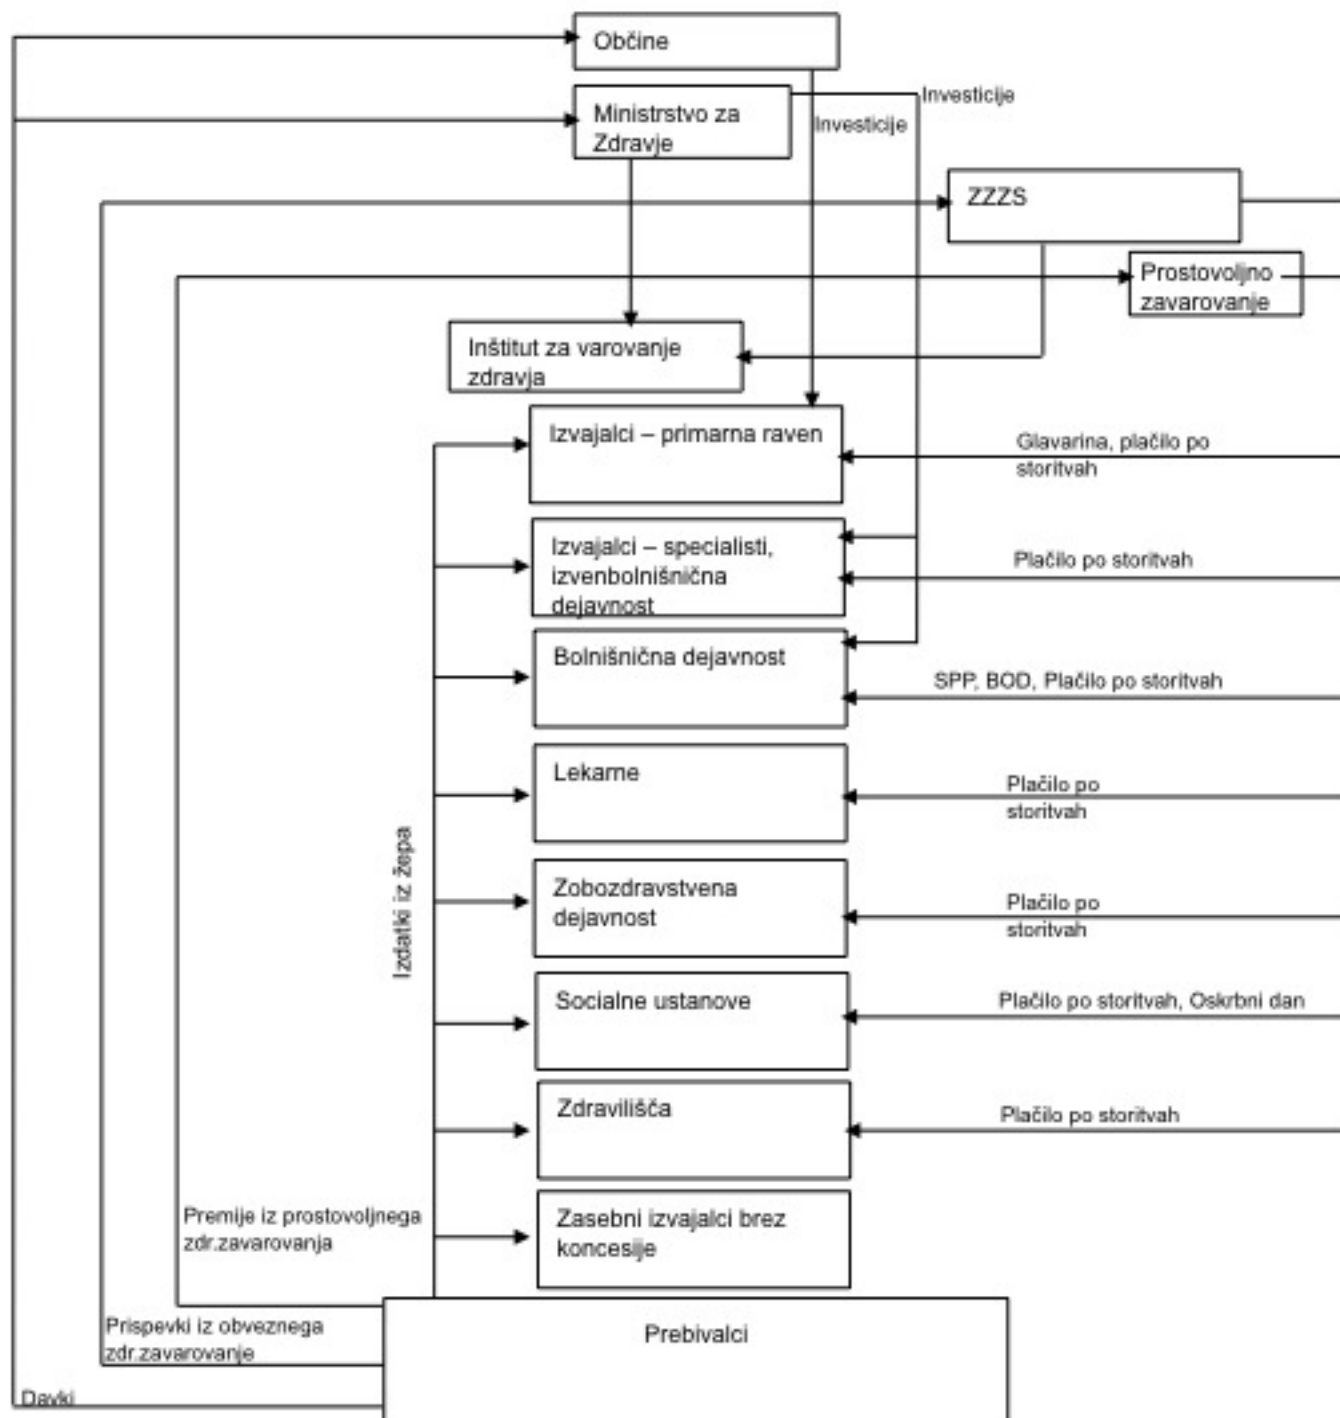 Občine
Investicije
Ministrstvo za
Zdravje
Investicije
ZZZS
Prostovoljno
zavarovanje
Inštitut za varovanje
zdravja
Izvajalci – primarna raven
Glavarina, plačilo po
storitvah
Izvajalci – specialisti,
izvenbolnišnična
dejavnost
Plačilo po storitvah
Bolnišnična dejavnost
SPP, BOD, Plačilo po storitvah
Lekarne
Plačilo po
storitvah
Izdatki iz žepa
Zobozdravstvena
dejavnost
Plačilo po
storitvah
Socialne ustanove
Plačilo po storitvah, Oskrbni dan
Zdravilišča
Plačilo po storitvah
Premije iz prostovoljnega
zdr.zavarovanja
Zasebni izvajalci brez
koncesije
Prispevki iz obveznega
zdr.zavarovanje
Prebivalci
Davki